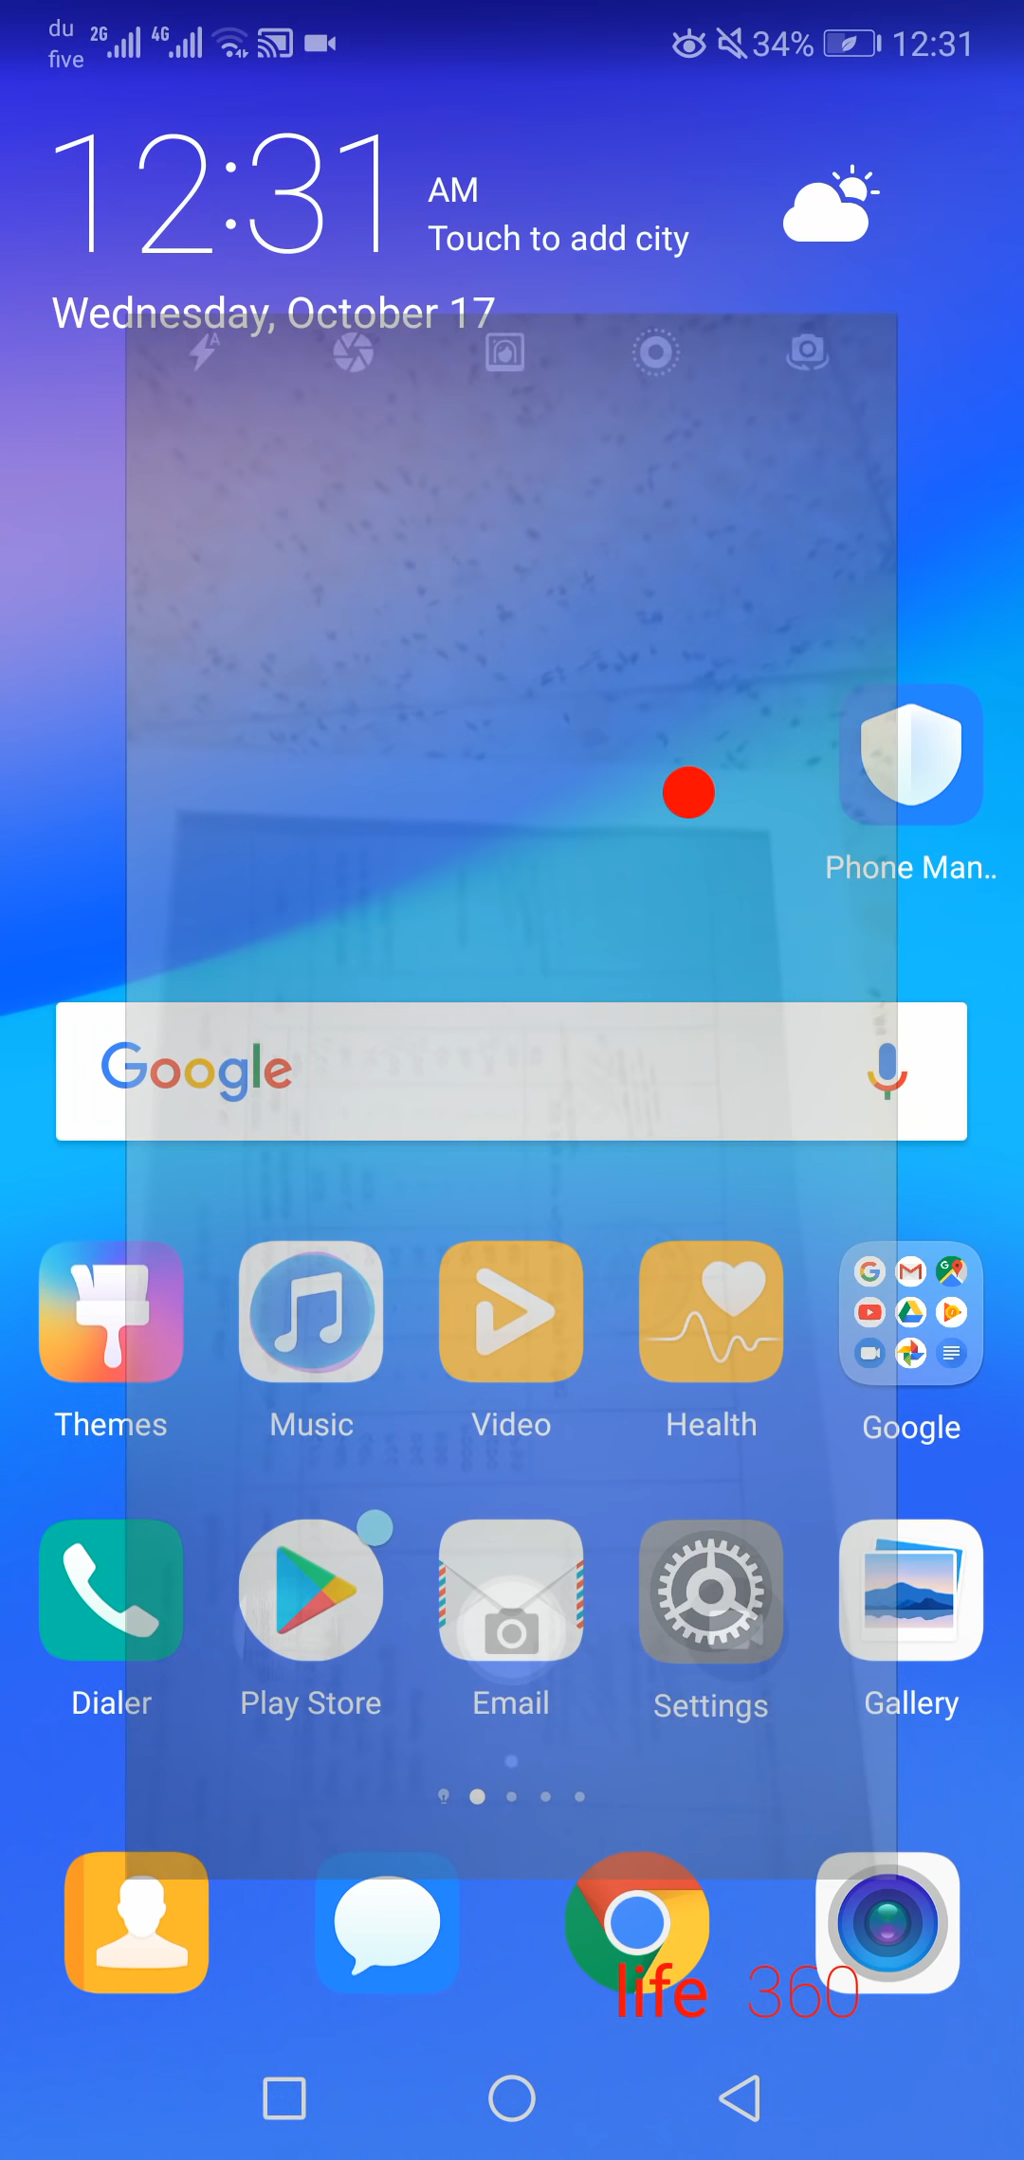 du
five
2G
4G
34%
12:31
12:31
AM
Touch to add city
Wednesday, October 17
Phone Man..
Google
Themes
Music
Video
Health
Google
Dialer
Play Store
Email
Settings
Gallery
life 360